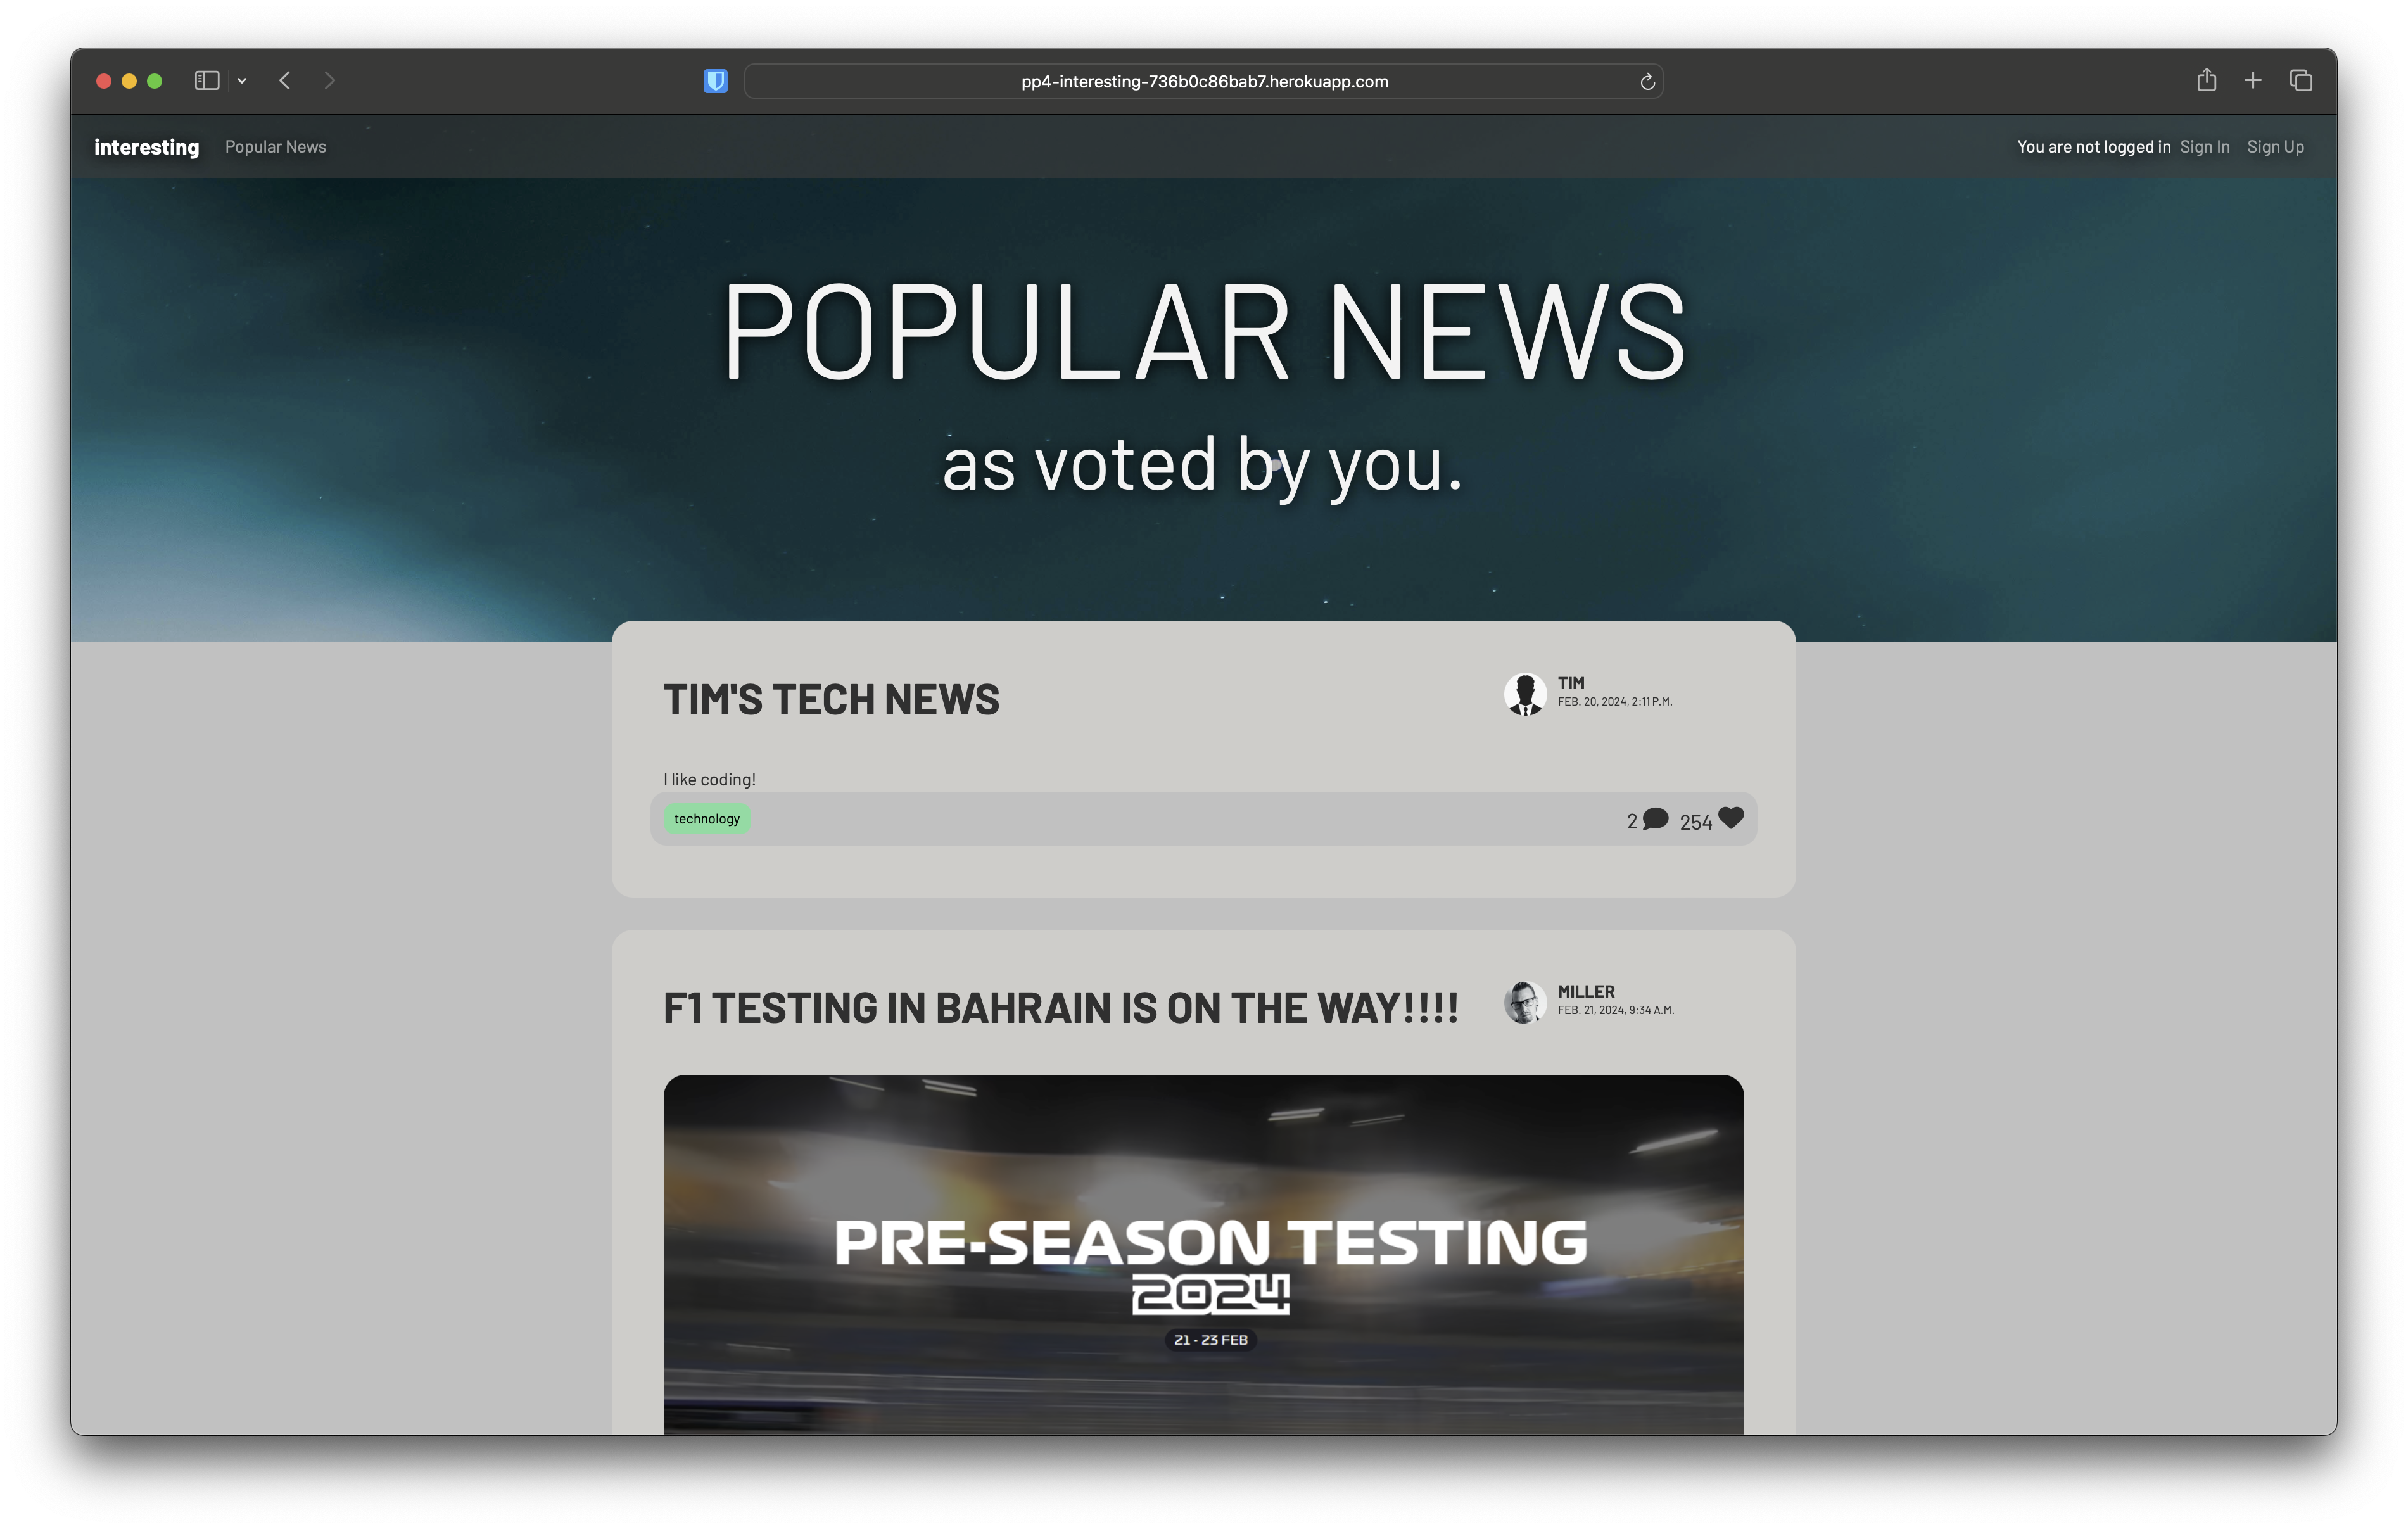 pp4-interesting-736b0c86bab7.herokuapp.com
interesting Popular News You are not logged in Sign In Sign Up
POPULAR NEWS
as voted by you.
TIM'S TECH NEWS
TIM
FEB. 20, 2024, 2:11 P.M.
I like coding!
technology 2 254
F1 TESTING IN BAHRAIN IS ON THE WAY!!!!
MILLER
FEB. 21, 2024, 9:34 A.M.
PRE-SEASON TESTING
2024
21 - 23 FEB